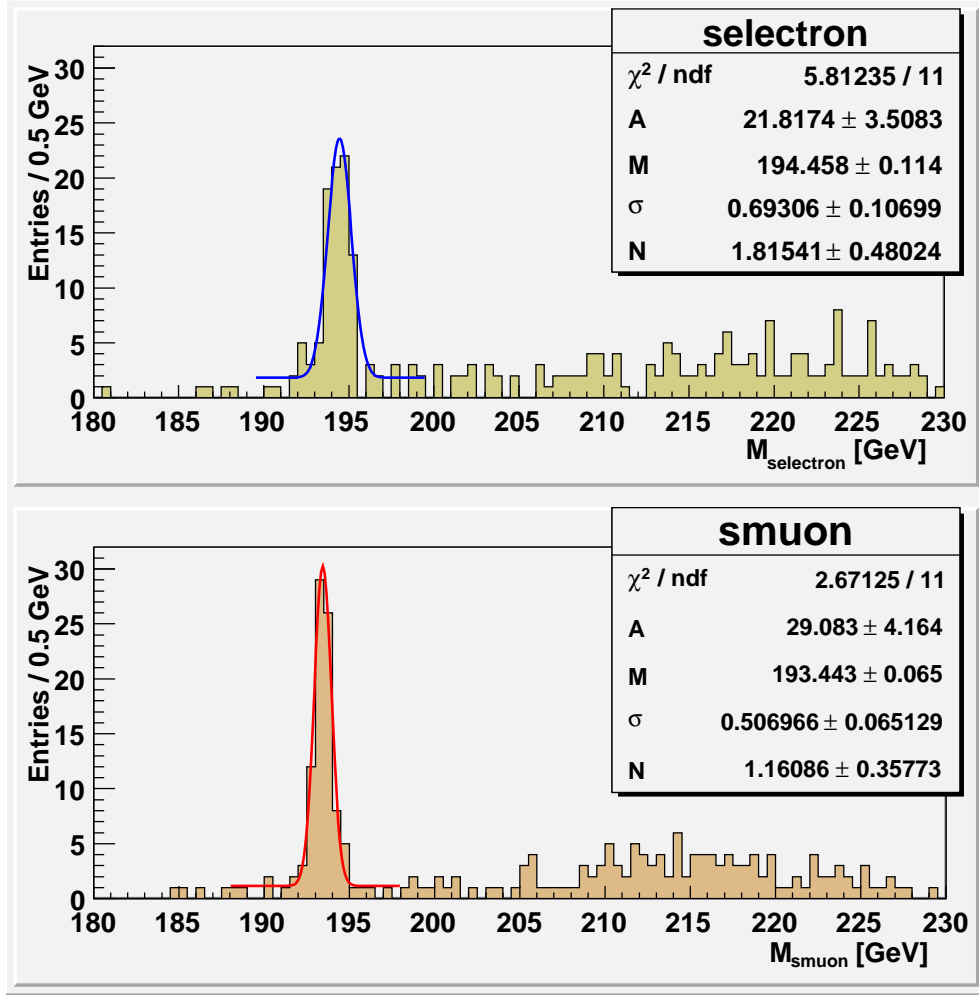 selectron
χ² / ndf 5.81235 / 11
A 21.8174 ± 3.5083
M 194.458 ± 0.114
σ 0.69306 ± 0.10699
N 1.81541 ± 0.48024
Entries / 0.5 GeV
30
25
20
15
10
5
0
180 185 190 195 200 205 210 215 220 225 230
M_selectron [GeV]
smuon
χ² / ndf 2.67125 / 11
A 29.083 ± 4.164
M 193.443 ± 0.065
σ 0.506966 ± 0.065129
N 1.16086 ± 0.35773
Entries / 0.5 GeV
30
25
20
15
10
5
0
180 185 190 195 200 205 210 215 220 225 230
M_smuon [GeV]